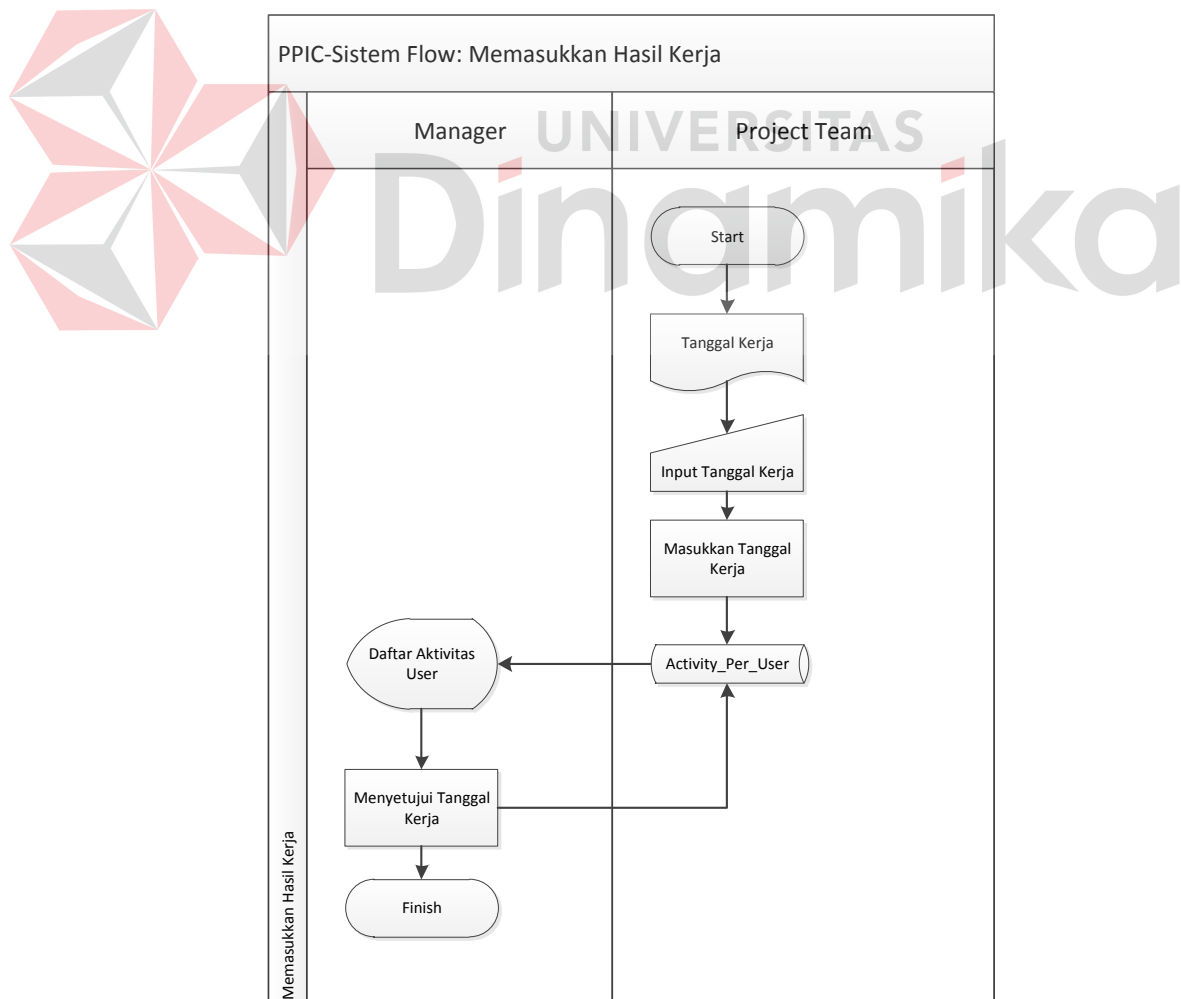 PPIC-Sistem Flow: Memasukkan Hasil Kerja
Manager
Project Team
UNIVERSITAS
Dinamika
Start
Tanggal Kerja
Input Tanggal Kerja
Masukkan Tanggal
Kerja
Activity_Per_User
Daftar Aktivitas
User
Menyetujui Tanggal
Kerja
Finish
Memasukkan Hasil Kerja